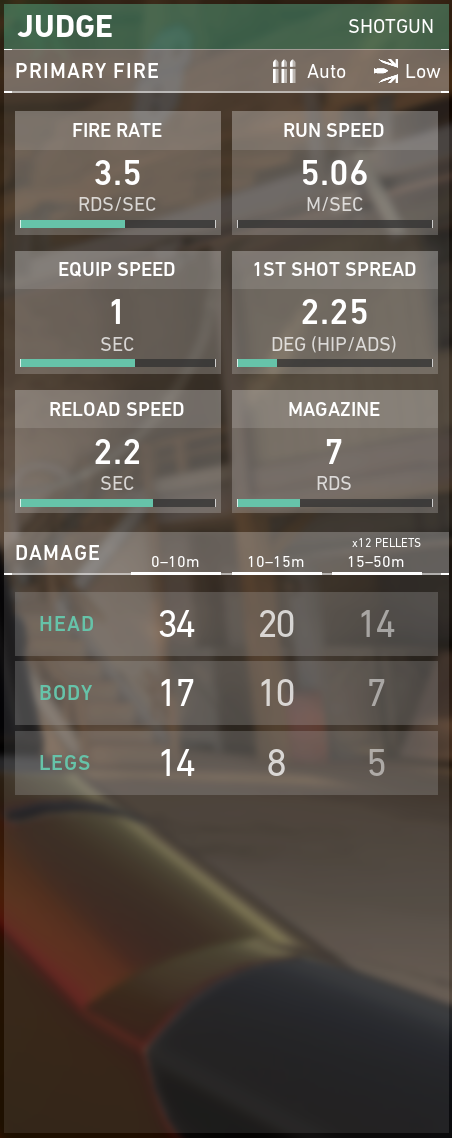 JUDGE SHOTGUN
PRIMARY FIRE Auto Low
FIRE RATE RUN SPEED
3.5 5.06
RDS/SEC M/SEC
EQUIP SPEED 1ST SHOT SPREAD
1 2.25
SEC DEG (HIP/ADS)
RELOAD SPEED MAGAZINE
2.2 7
SEC RDS
x12 PELLETS
DAMAGE 0–10m 10–15m 15–50m
HEAD 34 20 14
BODY 17 10 7
LEGS 14 8 5